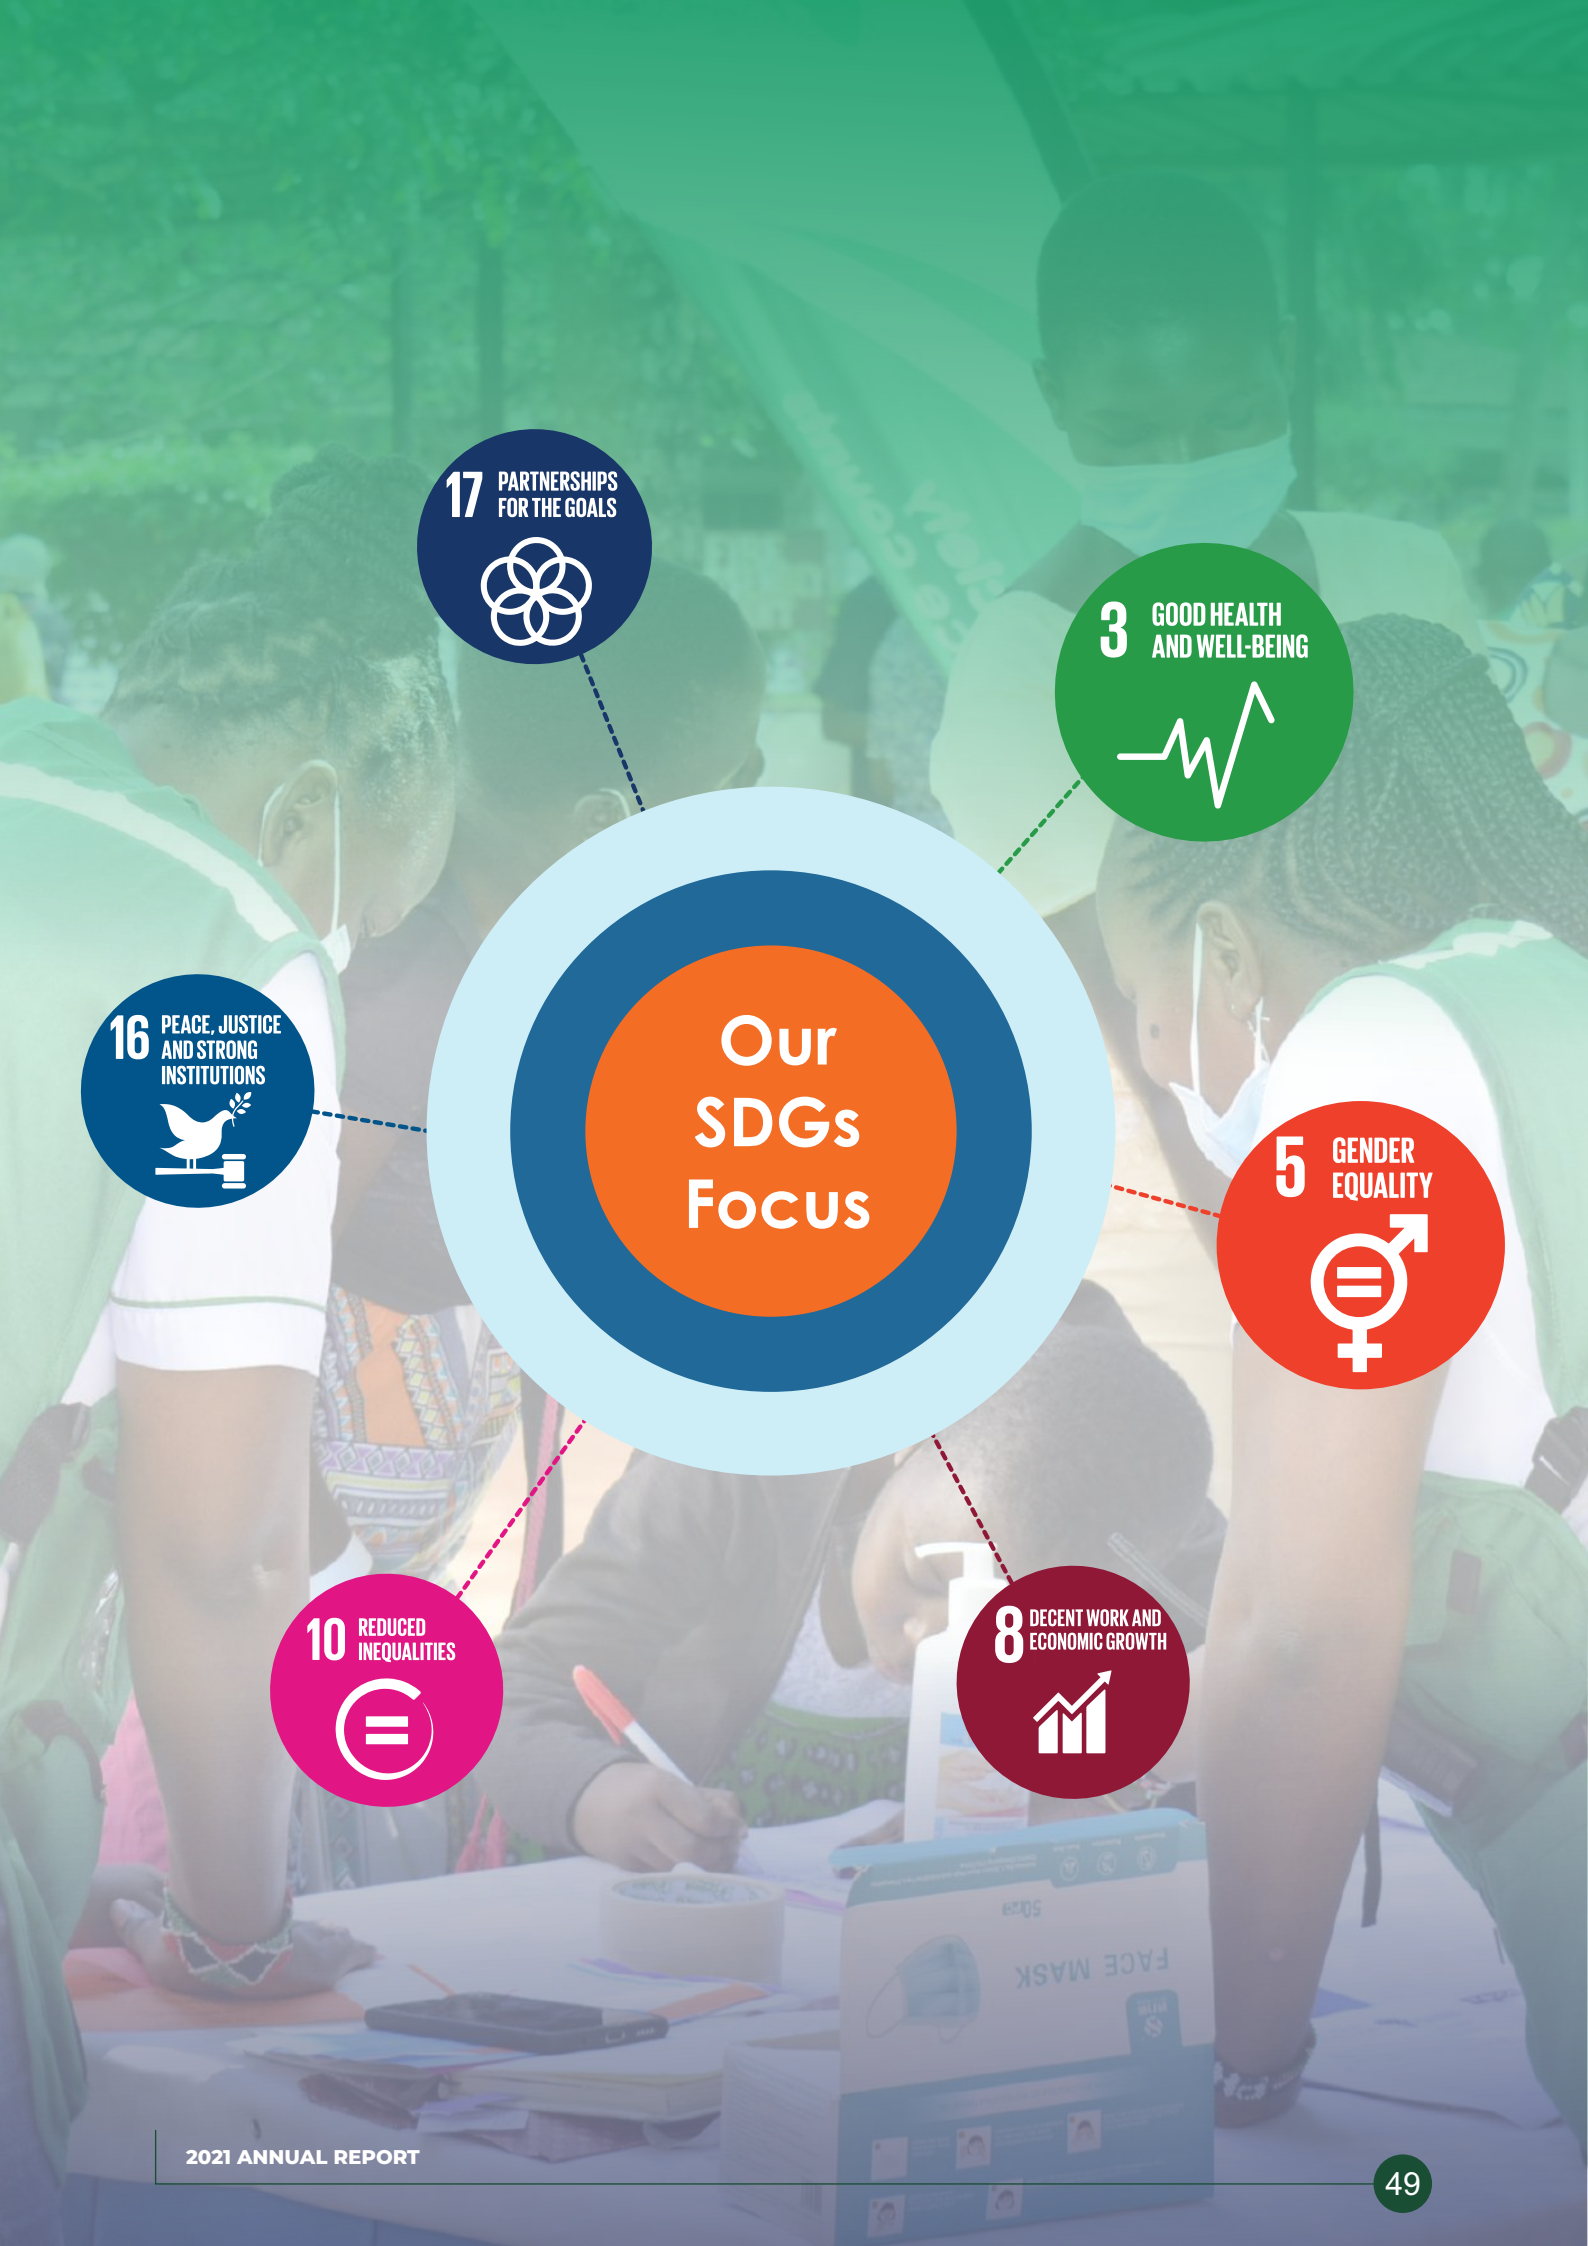 17 PARTNERSHIPS
FOR THE GOALS
3 GOOD HEALTH
AND WELL-BEING
16 PEACE, JUSTICE
AND STRONG
INSTITUTIONS
Our
SDGs
Focus
5 GENDER
EQUALITY
10 REDUCED
INEQUALITIES
8 DECENT WORK AND
ECONOMIC GROWTH
50PCS
FACE MASK
2021 ANNUAL REPORT
49